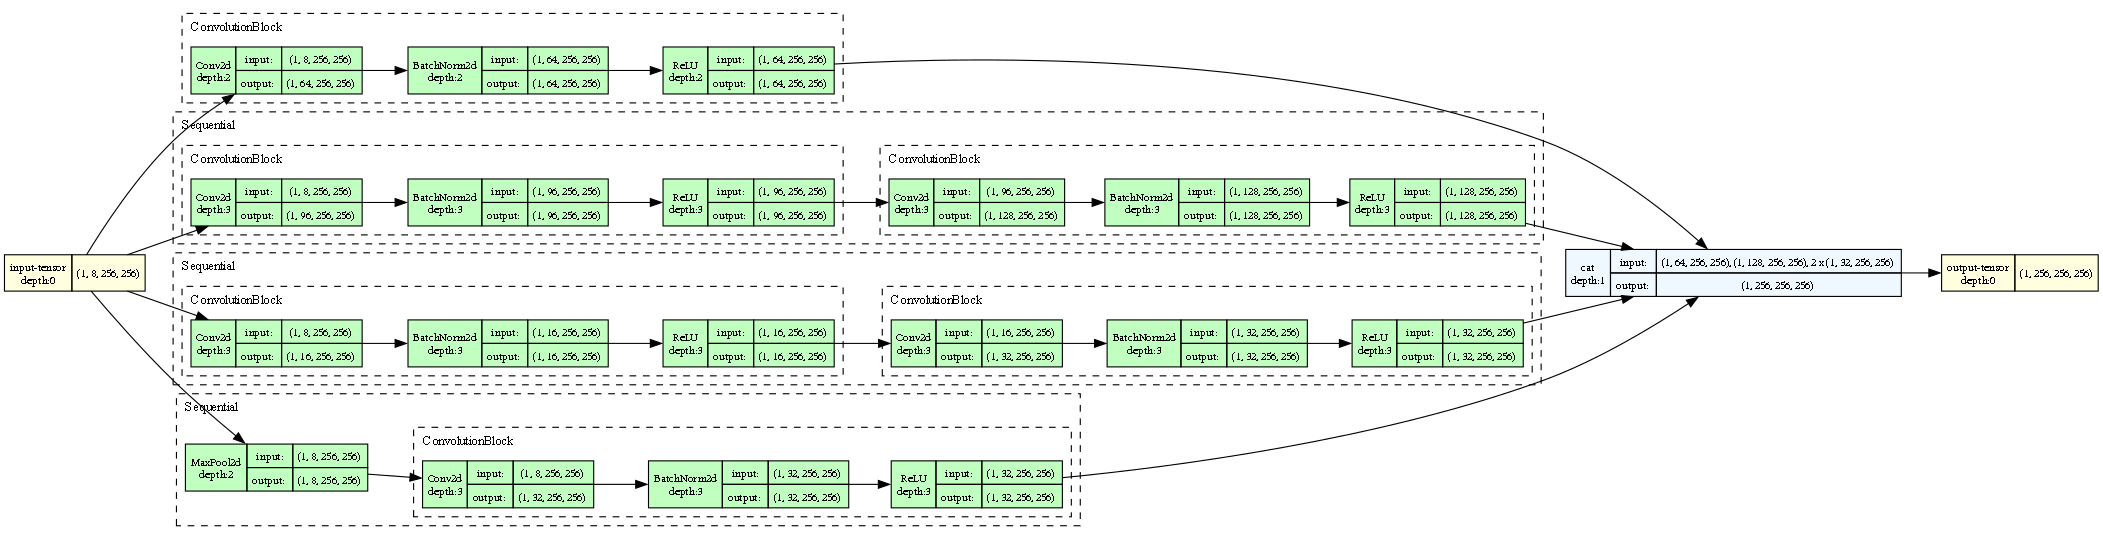 ConvolutionBlock
Conv2d
depth:2
input:
(1, 8, 256, 256)
output:
(1, 64, 256, 256)
BatchNorm2d
depth:2
input:
(1, 64, 256, 256)
output:
(1, 64, 256, 256)
ReLU
depth:2
input:
(1, 64, 256, 256)
output:
(1, 64, 256, 256)
Sequential
ConvolutionBlock
Conv2d
depth:3
input:
(1, 8, 256, 256)
output:
(1, 96, 256, 256)
BatchNorm2d
depth:3
input:
(1, 96, 256, 256)
output:
(1, 96, 256, 256)
ReLU
depth:3
input:
(1, 96, 256, 256)
output:
(1, 96, 256, 256)
ConvolutionBlock
Conv2d
depth:3
input:
(1, 96, 256, 256)
output:
(1, 128, 256, 256)
BatchNorm2d
depth:3
input:
(1, 128, 256, 256)
output:
(1, 128, 256, 256)
ReLU
depth:3
input:
(1, 128, 256, 256)
output:
(1, 128, 256, 256)
input-tensor
depth:0
(1, 8, 256, 256)
Sequential
ConvolutionBlock
Conv2d
depth:3
input:
(1, 8, 256, 256)
output:
(1, 16, 256, 256)
BatchNorm2d
depth:3
input:
(1, 16, 256, 256)
output:
(1, 16, 256, 256)
ReLU
depth:3
input:
(1, 16, 256, 256)
output:
(1, 16, 256, 256)
ConvolutionBlock
Conv2d
depth:3
input:
(1, 16, 256, 256)
output:
(1, 32, 256, 256)
BatchNorm2d
depth:3
input:
(1, 32, 256, 256)
output:
(1, 32, 256, 256)
ReLU
depth:3
input:
(1, 32, 256, 256)
output:
(1, 32, 256, 256)
Sequential
MaxPool2d
depth:2
input:
(1, 8, 256, 256)
output:
(1, 8, 256, 256)
ConvolutionBlock
Conv2d
depth:3
input:
(1, 8, 256, 256)
output:
(1, 32, 256, 256)
BatchNorm2d
depth:3
input:
(1, 32, 256, 256)
output:
(1, 32, 256, 256)
ReLU
depth:3
input:
(1, 32, 256, 256)
output:
(1, 32, 256, 256)
cat
depth:1
input:
(1, 64, 256, 256), (1, 128, 256, 256), 2 x (1, 32, 256, 256)
output:
(1, 256, 256, 256)
output-tensor
depth:0
(1, 256, 256, 256)